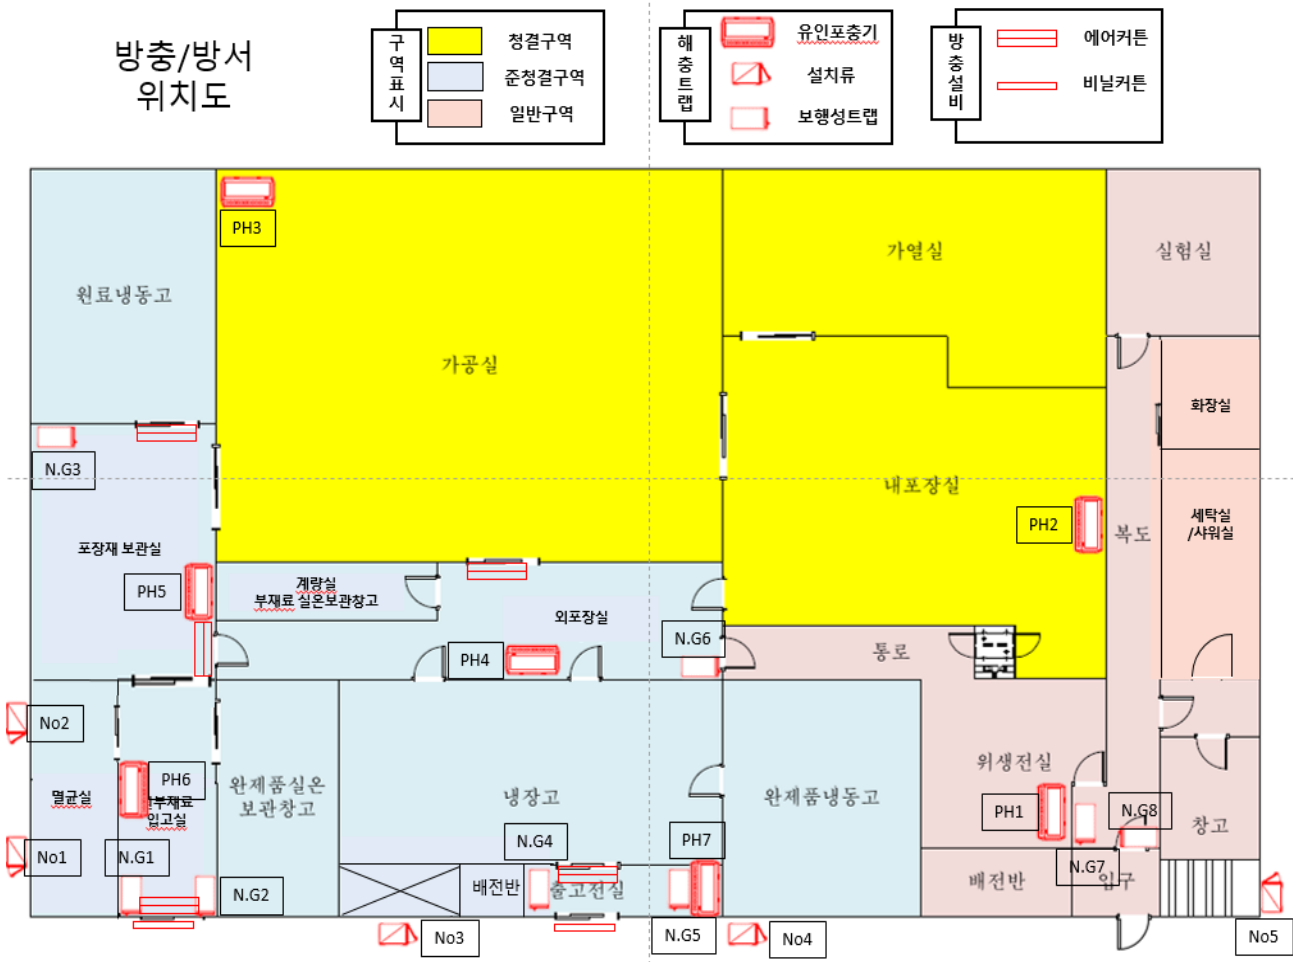 방충/방서
위치도
구역표시
청결구역
준청결구역
일반구역
해충트랩
유인포충기
설치류
보행성트랩
방충설비
에어커튼
비닐커튼
PH3
가열실
실험실
원료냉동고
가공실
화장실
N.G3
내포장실
PH2
복도
세탁실
/샤워실
포장재 보관실
PH5
계량실
부재료 실온보관창고
외포장실
N.G6
PH4
통로
No2
PH6
위생전실
멸균실
부재료
입고실
완제품실온
보관창고
냉장고
완제품냉동고
PH1
N.G8
창고
N.G4
PH7
No1
N.G1
N.G7
입구
N.G2
배전반
출고전실
배전반
No3
N.G5
No4
No5